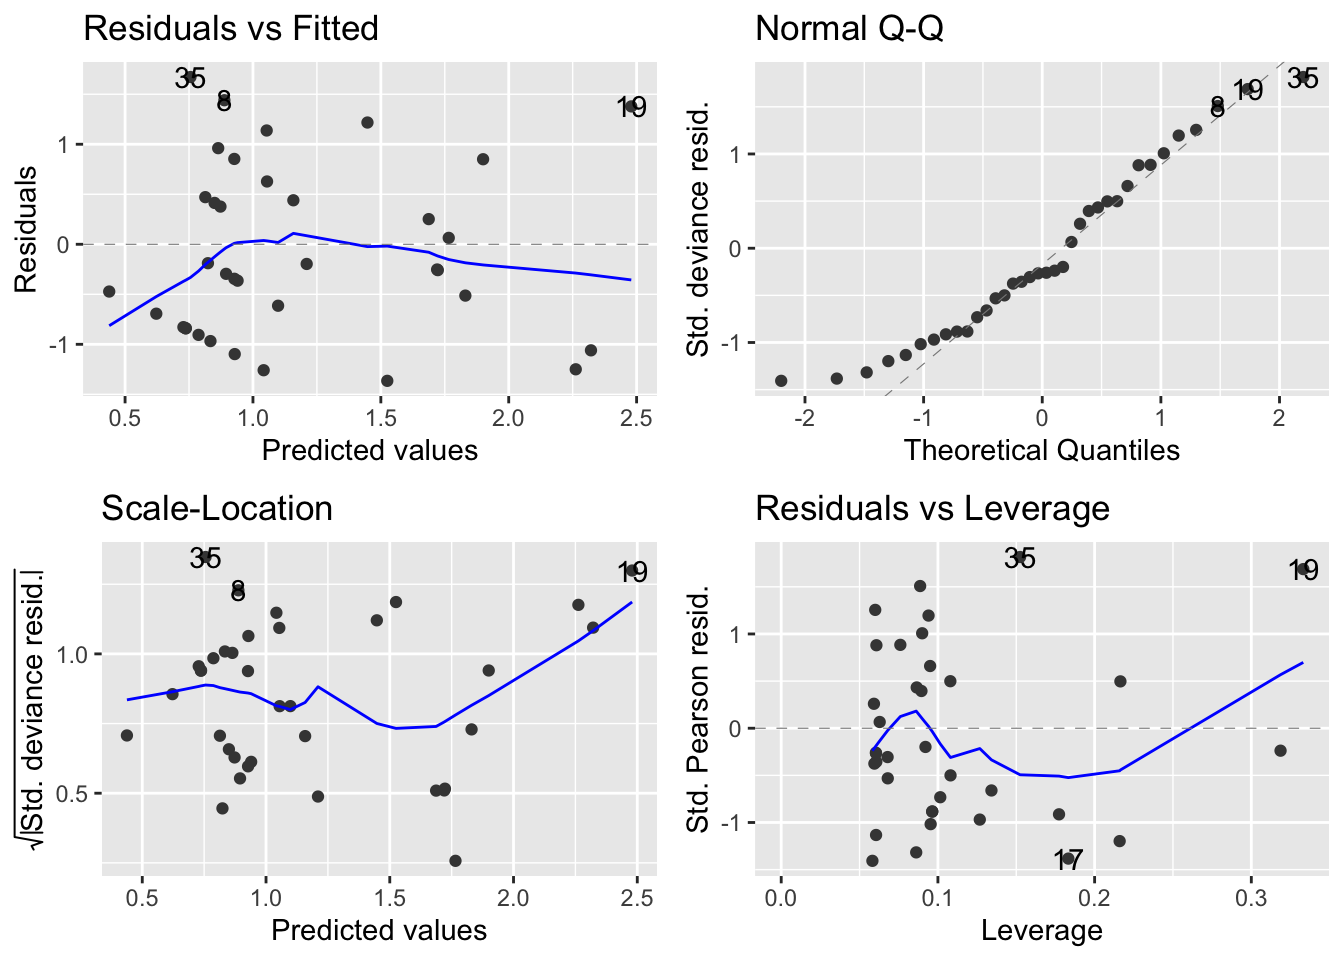 Residuals vs Fitted
Residuals
1
0
-1
35
8
19
0.5 1.0 1.5 2.0 2.5
Predicted values
Normal Q-Q
Std. deviance resid.
1
0
-1
8
19
35
-2 -1 0 1 2
Theoretical Quantiles
Scale-Location
√|Std. deviance resid.|
1.0
0.5
35
8
19
0.5 1.0 1.5 2.0 2.5
Predicted values
Residuals vs Leverage
Std. Pearson resid.
1
0
-1
35
19
17
0.0 0.1 0.2 0.3
Leverage